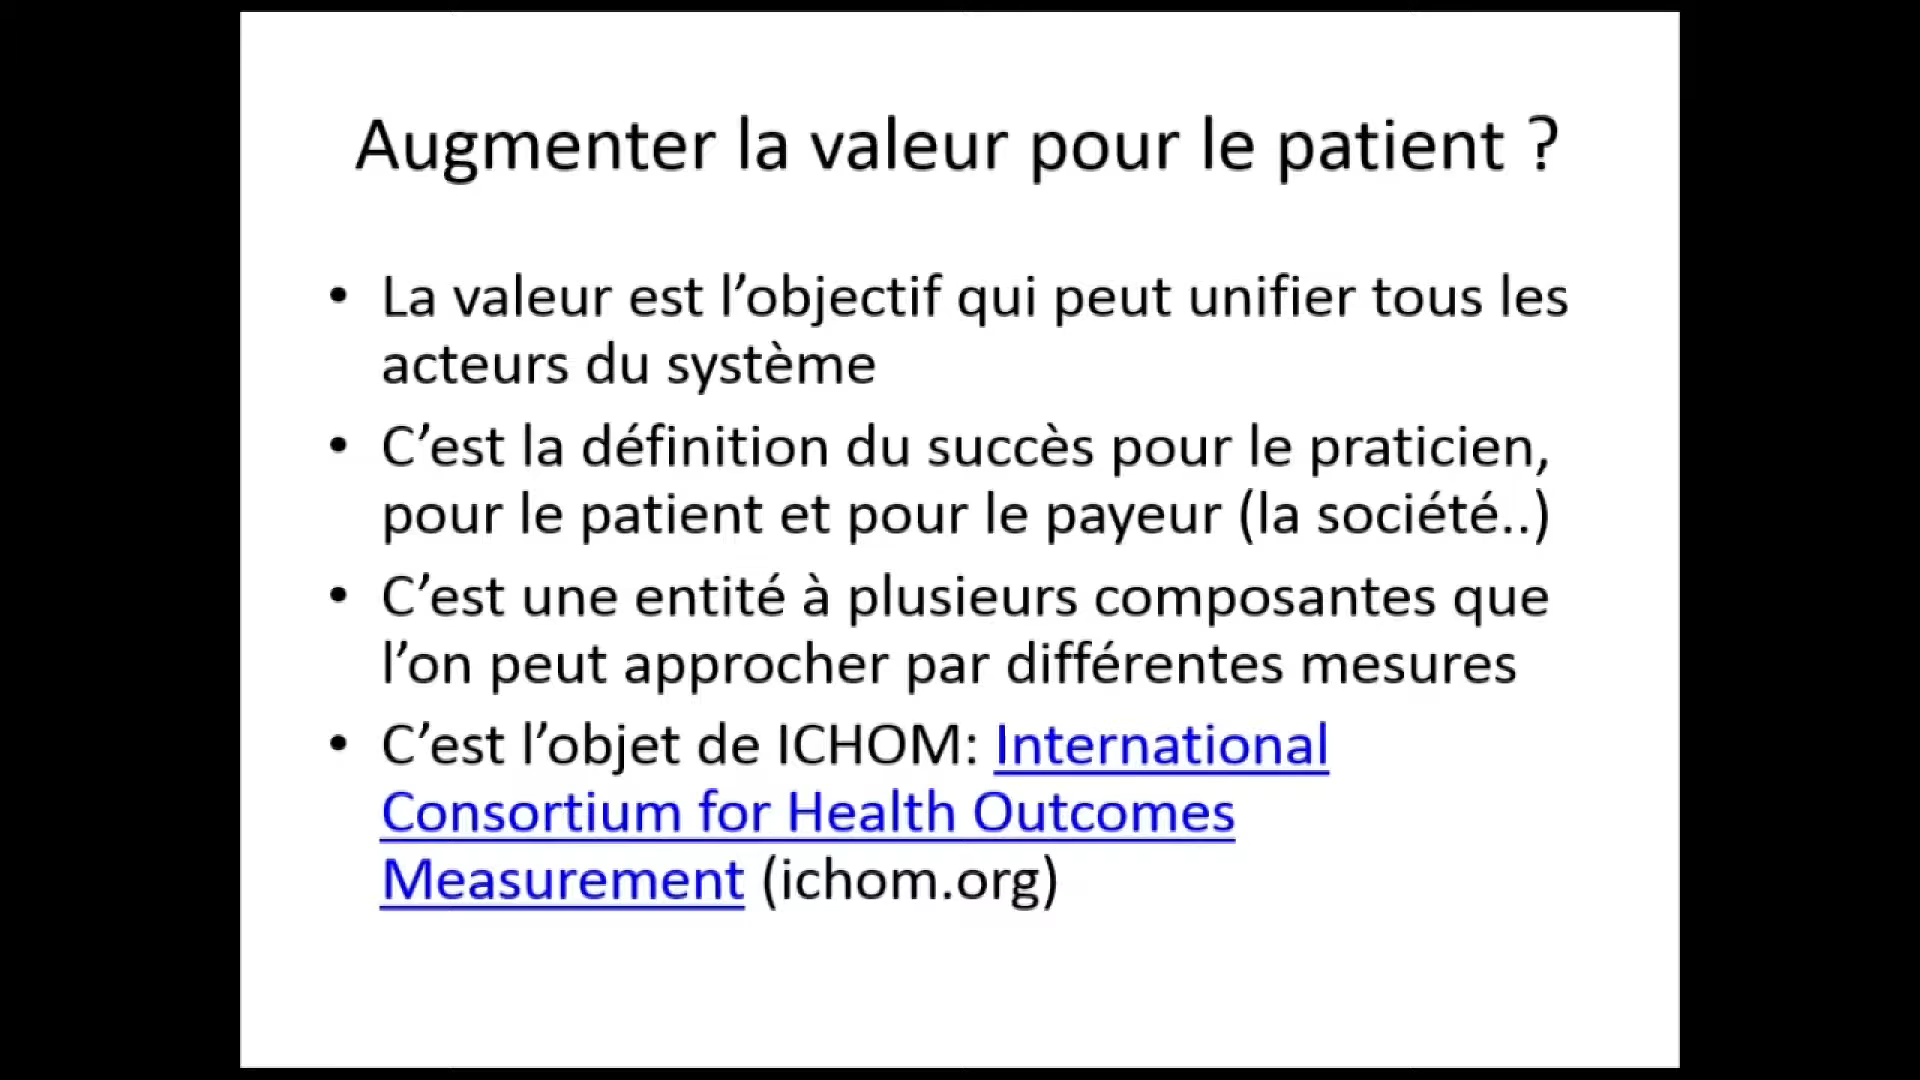 Augmenter la valeur pour le patient ?
• La valeur est l’objectif qui peut unifier tous les
acteurs du système
• C’est la définition du succès pour le praticien,
pour le patient et pour le payeur (la société..)
• C’est une entité à plusieurs composantes que
l’on peut approcher par différentes mesures
• C’est l’objet de ICHOM: International
Consortium for Health Outcomes
Measurement (ichom.org)